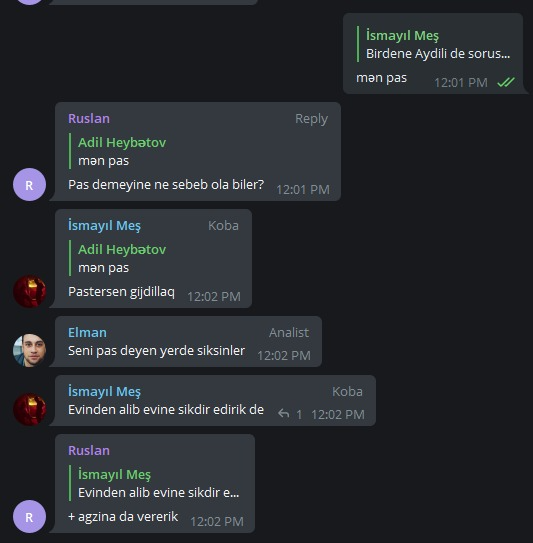 İsmayıl Meş
Birdene Aydili de sorus...
mən pas
12:01 PM
Ruslan
Reply
Adil Heybətov
mən pas
R
Pas demeyine ne sebeb ola biler?
12:01 PM
İsmayıl Meş
Koba
Adil Heybətov
mən pas
Pastersen gijdillaq
12:02 PM
Elman
Analist
Seni pas deyen yerde siksinler
12:02 PM
İsmayıl Meş
Koba
Evinden alib evine sikdir edirik de
1 12:02 PM
Ruslan
İsmayıl Meş
Evinden alib evine sikdir e...
R
+ agzina da vererik
12:02 PM